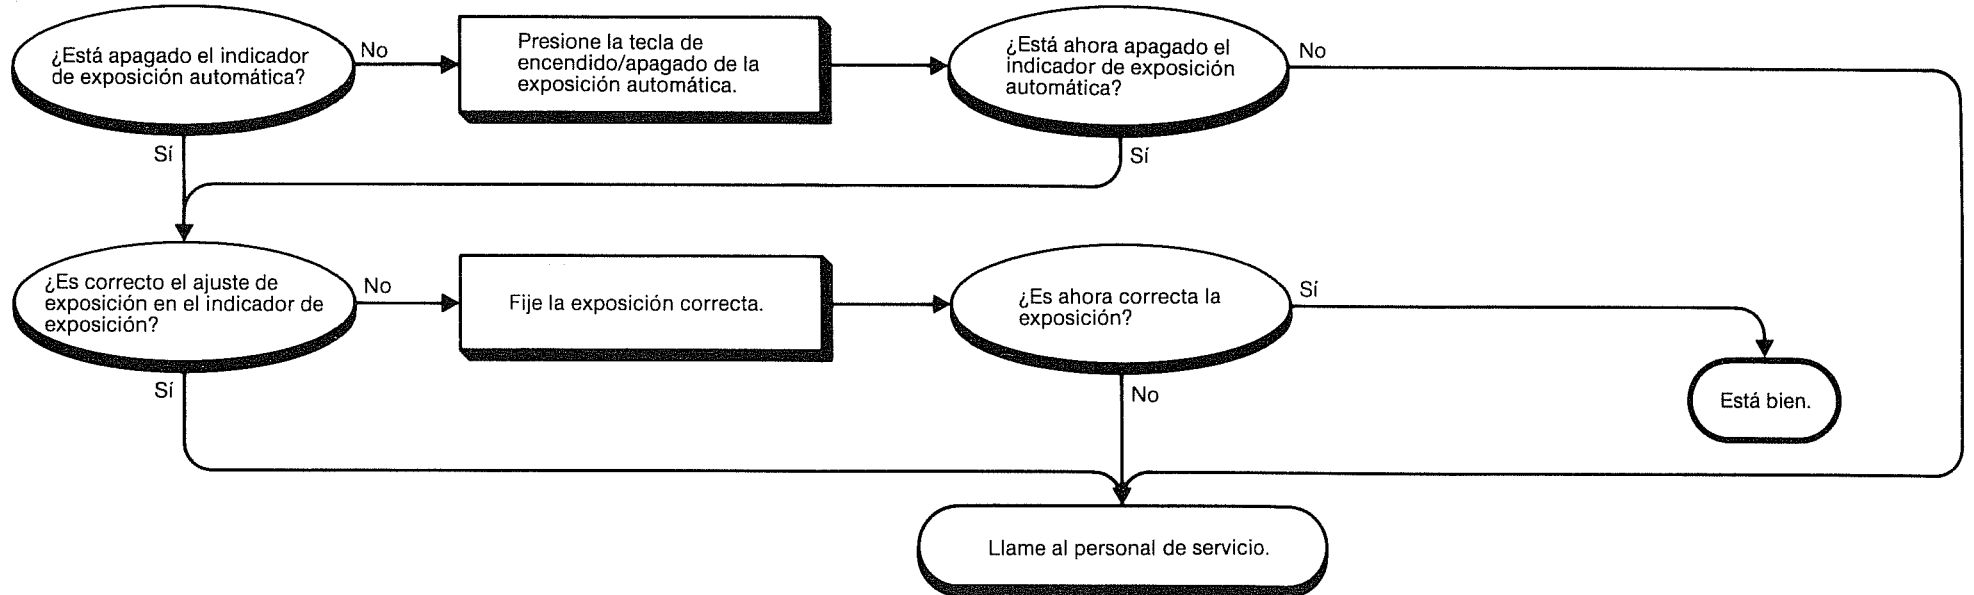 ¿Está apagado el indicador
de exposición automática?
No
Presione la tecla de
encendido/apagado de la
exposición automática.
¿Está ahora apagado el
indicador de exposición
automática?
No
Sí
Sí
¿Es correcto el ajuste de
exposición en el indicador de
exposición?
No
Fije la exposición correcta.
¿Es ahora correcta la
exposición?
Sí
Está bien.
Sí
No
Llame al personal de servicio.